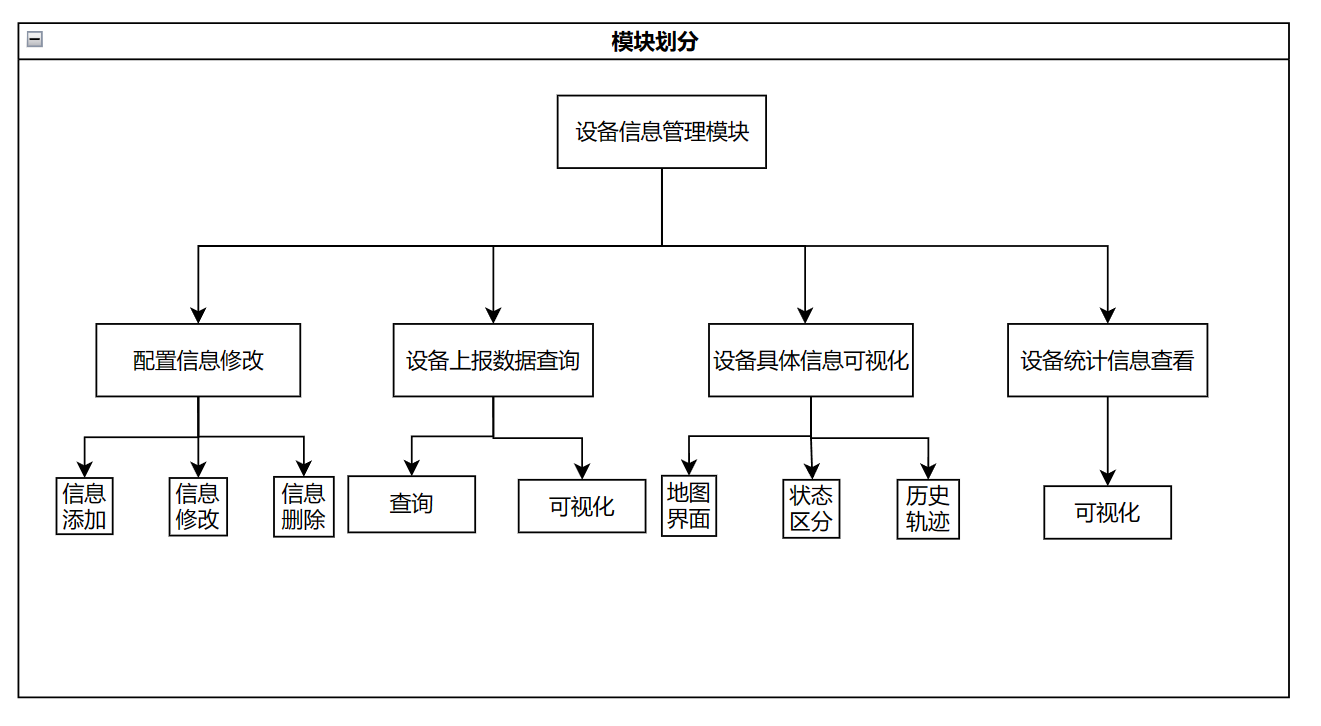 模块划分
设备信息管理模块
配置信息修改
设备上报数据查询
设备具体信息可视化
设备统计信息查看
信息
添加
信息
修改
信息
删除
查询
可视化
地图
界面
状态
区分
历史
轨迹
可视化